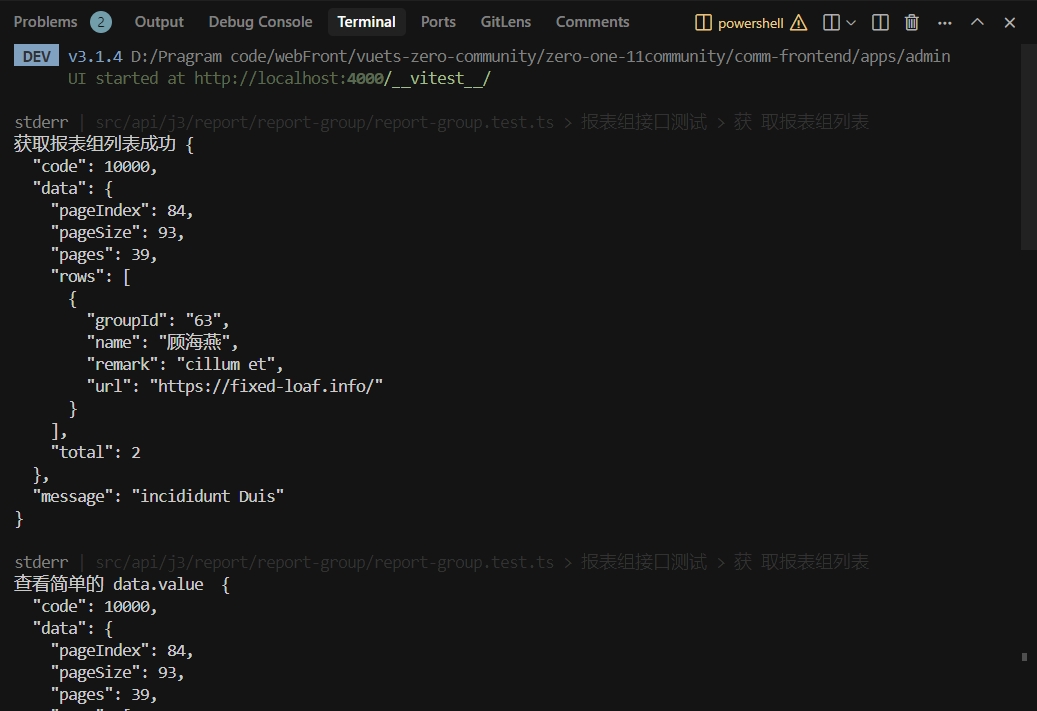 Problems 2 Output Debug Console Terminal Ports GitLens Comments powershell
DEV v3.1.4 D:/Pragram code/webFront/vuets-zero-community/zero-one-11community/comm-frontend/apps/admin
UI started at http://localhost:4000/__vitest__/
stderr | src/api/j3/report/report-group/report-group.test.ts > 报表组接口测试 > 获 取报表组列表
获取报表组列表成功 {
"code": 10000,
"data": {
"pageIndex": 84,
"pageSize": 93,
"pages": 39,
"rows": [
{
"groupId": "63",
"name": "顾海燕",
"remark": "cillum et",
"url": "https://fixed-loaf.info/"
}
],
"total": 2
},
"message": "incididunt Duis"
}
stderr | src/api/j3/report/report-group/report-group.test.ts > 报表组接口测试 > 获 取报表组列表
查看简单的 data.value {
"code": 10000,
"data": {
"pageIndex": 84,
"pageSize": 93,
"pages": 39,